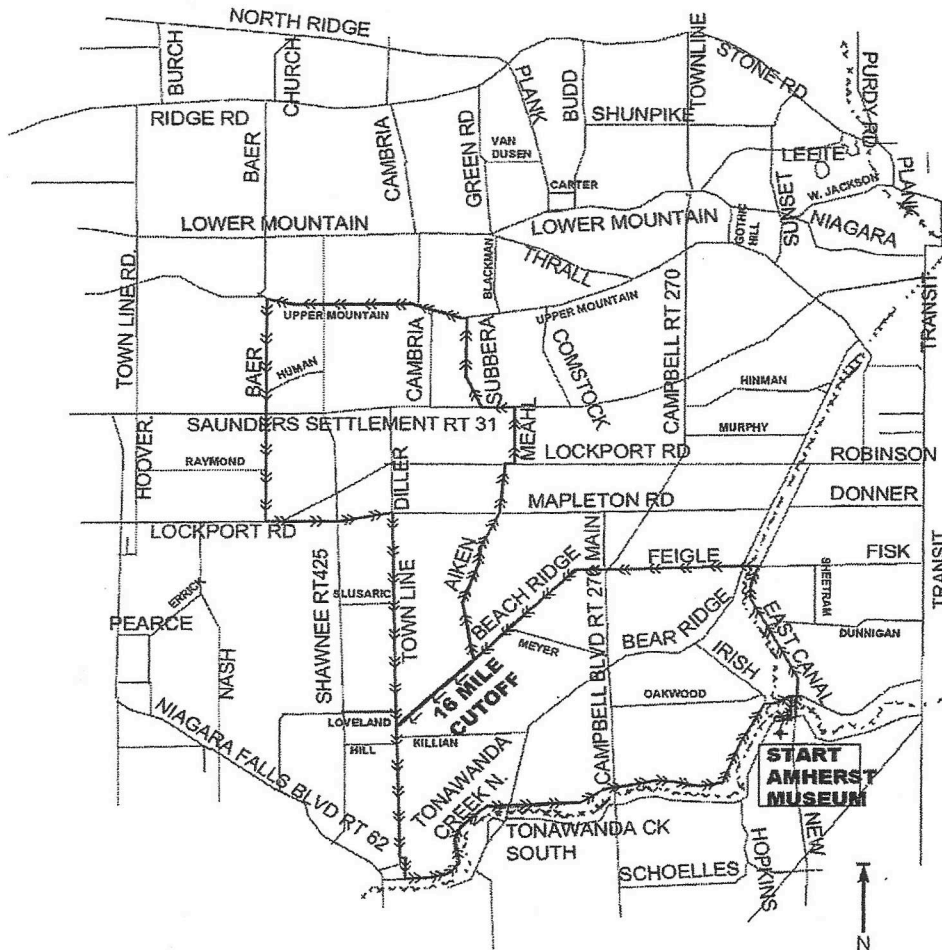 NORTH RIDGE
BURCH
CHURCH
PLANK
BUDD
TOWNLINE
STONE RD
PURDY RD
RIDGE RD
BAER
CAMBRIA
GREEN RD
VAN
DUSEN
SHUNPIKE
LEETE
PLANK
CARTER
W. JACKSON
LOWER MOUNTAIN
LOWER MOUNTAIN
GOTHIC
HILL
SUNSET
NIAGARA
TOWN LINE RD
BLACKMAN
THRALL
CAMPBELL RT 270
TRANSIT
UPPER MOUNTAIN
UPPER MOUNTAIN
BAER
HUMAN
CAMBRIA
SUBBERA
COMSTOCK
HINMAN
SAUNDERS SETTLEMENT RT 31
MEAHL
MURPHY
HOOVER.
RAYMOND
DILLER
LOCKPORT RD
ROBINSON
MAPLETON RD
DONNER
LOCKPORT RD
AIKEN
BEACH RIDGE
FEIGLE
FISK
TRANSIT
SHEETRAM
ERRICK
SLUSARIC
PEARCE
NASH
SHAWNEE RT425
TOWN LINE
CAMPBELL BLVD RT 270 MAIN
MEYER
BEAR RIDGE
IRISH
EAST CANAL
DUNNIGAN
16 MILE
CUTOFF
OAKWOOD
LOVELAND
HILL
KILLIAN
NIAGARA FALLS BLVD RT 62
TONAWANDA
CREEK N.
START
AMHERST
MUSEUM
TONAWANDA CK
SOUTH
SCHOELLES
HOPKINS
NEW
N